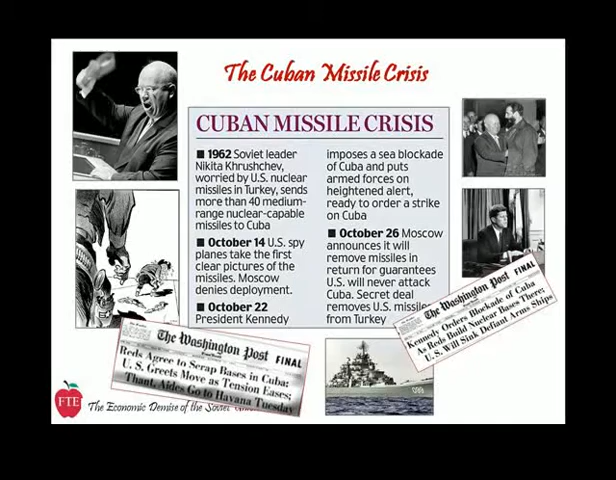 The Cuban Missile Crisis
CUBAN MISSILE CRISIS
■ 1962 Soviet leader
Nikita Khrushchev,
worried by U.S. nuclear
missiles in Turkey, sends
more than 40 medium-
range nuclear-capable
missiles to Cuba
■ October 14 U.S. spy
planes take the first
clear pictures of the
missiles. Moscow
denies deployment.
■ October 22
President Kennedy
imposes a sea blockade
of Cuba and puts
armed forces on
heightened alert,
ready to order a strike
on Cuba
■ October 26 Moscow
announces it will
remove missiles in
return for guarantees
U.S. will never attack
Cuba. Secret deal
removes U.S. missiles
from Turkey
The Washington Post FINAL
Kennedy Orders Blockade of Cuba
As Reds Build Nuclear Bases There;
U.S. Will Sink Defiant Arms Ships
The Washington Post FINAL
Reds Agree to Scrap Bases in Cuba;
U.S. Greets Move as Tension Eases;
Thant, Aides Go to Havana Tuesday
FTE
The Economic Demise of the Soviet